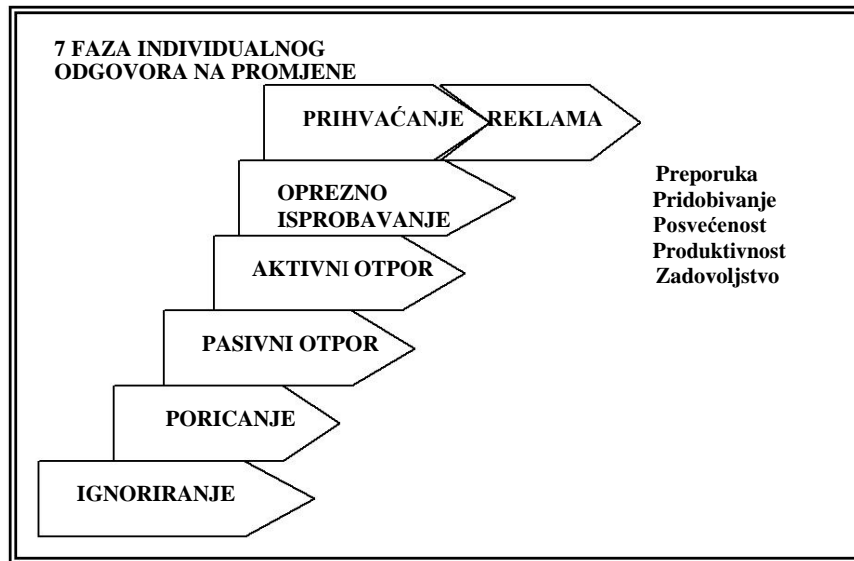 7 FAZA INDIVIDUALNOG
ODGOVORA NA PROMJENE
PRIHVAĆANJE
REKLAMA
OPREZNO
ISPROBAVANJE
AKTIVNI OTPOR
PASIVNI OTPOR
PORICANJE
IGNORIRANJE
Preporuka
Pridobivanje
Posvećenost
Produktivnost
Zadovoljstvo